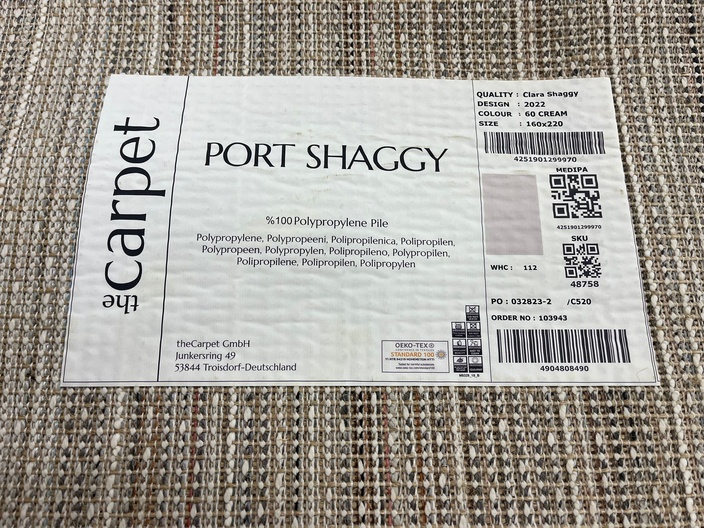 the carpet
PORT SHAGGY
%100 Polypropylene Pile
Polypropylene, Polypropeeni, Polipropilenica, Polipropilen,
Polypropeen, Polypropylen, Polipropileno, Polypropilen,
Polipropilene, Polipropilen, Polipropylen
theCarpet GmbH
Junkersring 49
53844 Troisdorf-Deutschland
OEKO-TEX®
STANDARD 100
QUALITY : Clara Shaggy
DESIGN : 2022
COLOUR : 60 CREAM
SIZE : 160x220
4251901299970
MEDIPA
4251901299970
SKU
WHC : 112
48758
PO : 032823-2 /C520
ORDER NO : 103943
4904808490